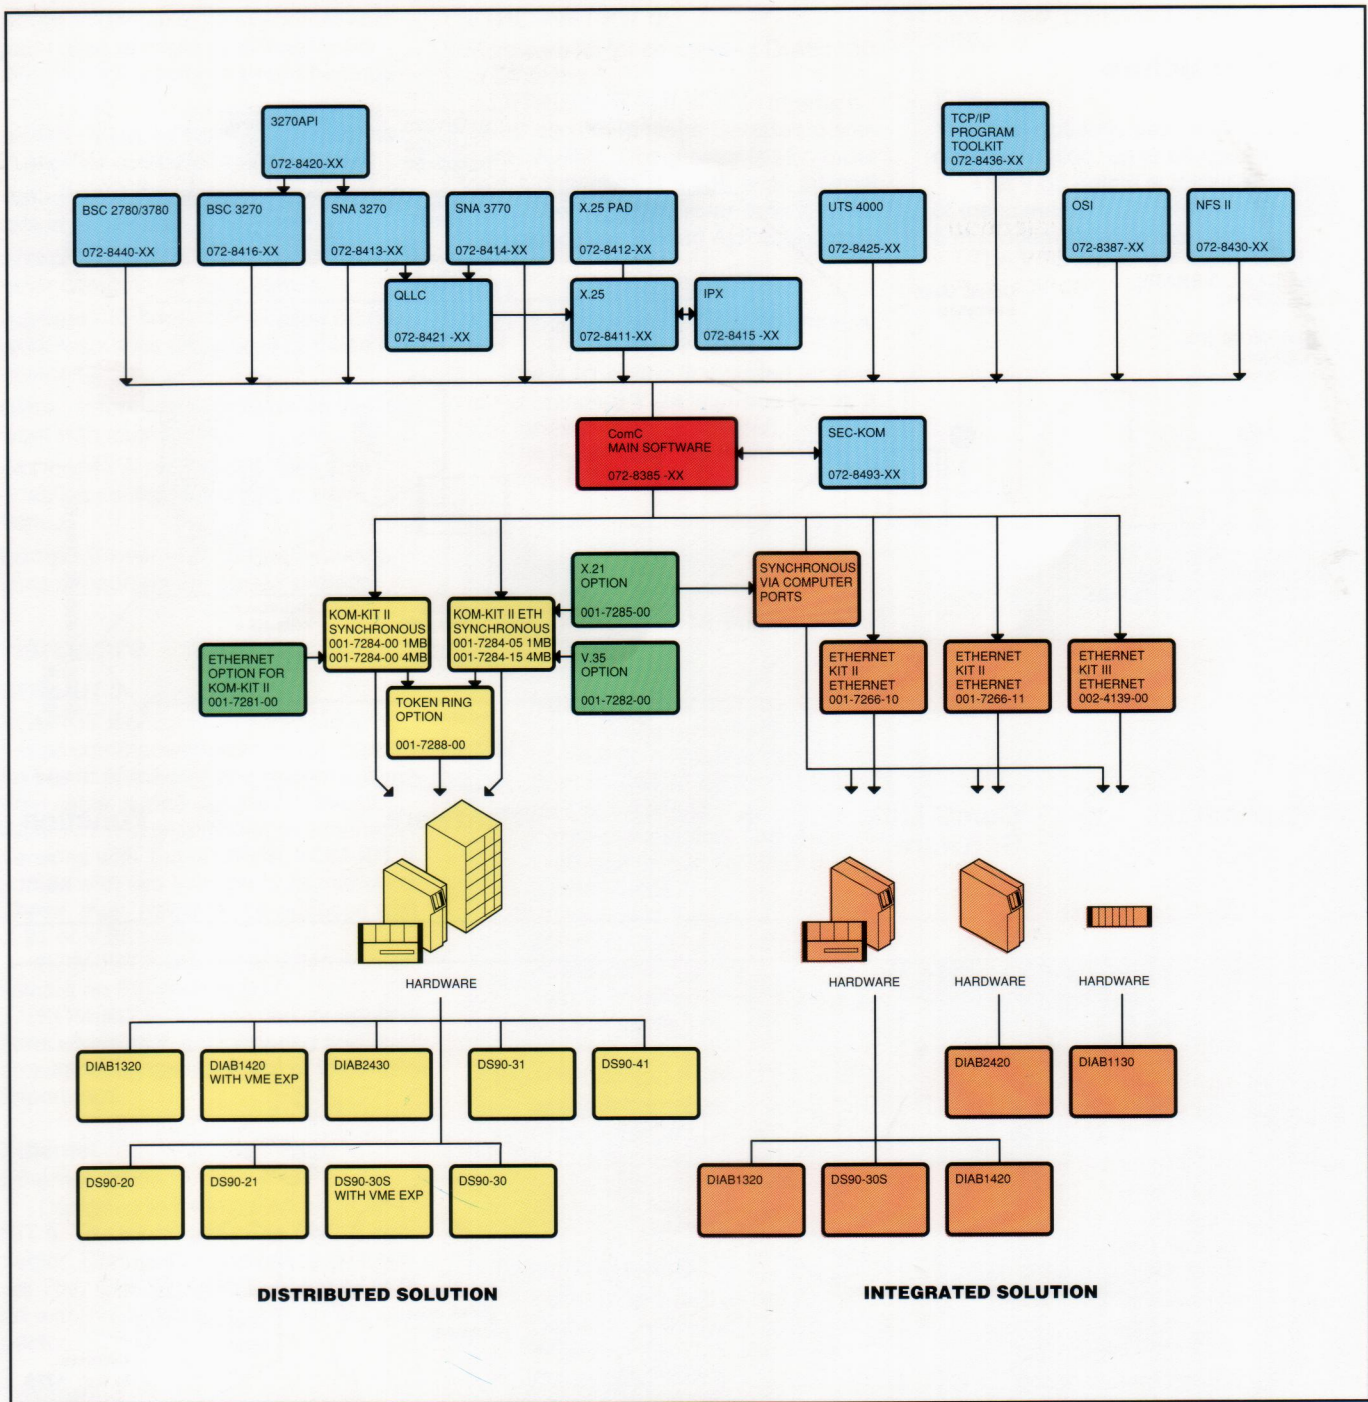 3270API
072-8420-XX
TCP/IP
PROGRAM
TOOLKIT
072-8436-XX
BSC 2780/3780
072-8440-XX
BSC 3270
072-8416-XX
SNA 3270
072-8413-XX
SNA 3770
072-8414-XX
X.25 PAD
072-8412-XX
UTS 4000
072-8425-XX
OSI
072-8387-XX
NFS II
072-8430-XX
QLLC
072-8421 -XX
X.25
072-8411-XX
IPX
072-8415 -XX
ComC
MAIN SOFTWARE
072-8385 -XX
SEC-KOM
072-8493-XX
X.21
OPTION
001-7285-00
SYNCHRONOUS
VIA COMPUTER
PORTS
KOM-KIT II
SYNCHRONOUS
001-7284-00 1MB
001-7284-00 4MB
KOM-KIT II ETH
SYNCHRONOUS
001-7284-05 1MB
001-7284-15 4MB
ETHERNET
OPTION FOR
KOM-KIT II
001-7281-00
V.35
OPTION
001-7282-00
ETHERNET
KIT II
ETHERNET
001-7266-10
ETHERNET
KIT II
ETHERNET
001-7266-11
ETHERNET
KIT III
ETHERNET
002-4139-00
TOKEN RING
OPTION
001-7288-00
HARDWARE
HARDWARE
HARDWARE
HARDWARE
DIAB1320
DIAB1420
WITH VME EXP
DIAB2430
DS90-31
DS90-41
DIAB2420
DIAB1130
DS90-20
DS90-21
DS90-30S
WITH VME EXP
DS90-30
DIAB1320
DS90-30S
DIAB1420
DISTRIBUTED SOLUTION
INTEGRATED SOLUTION